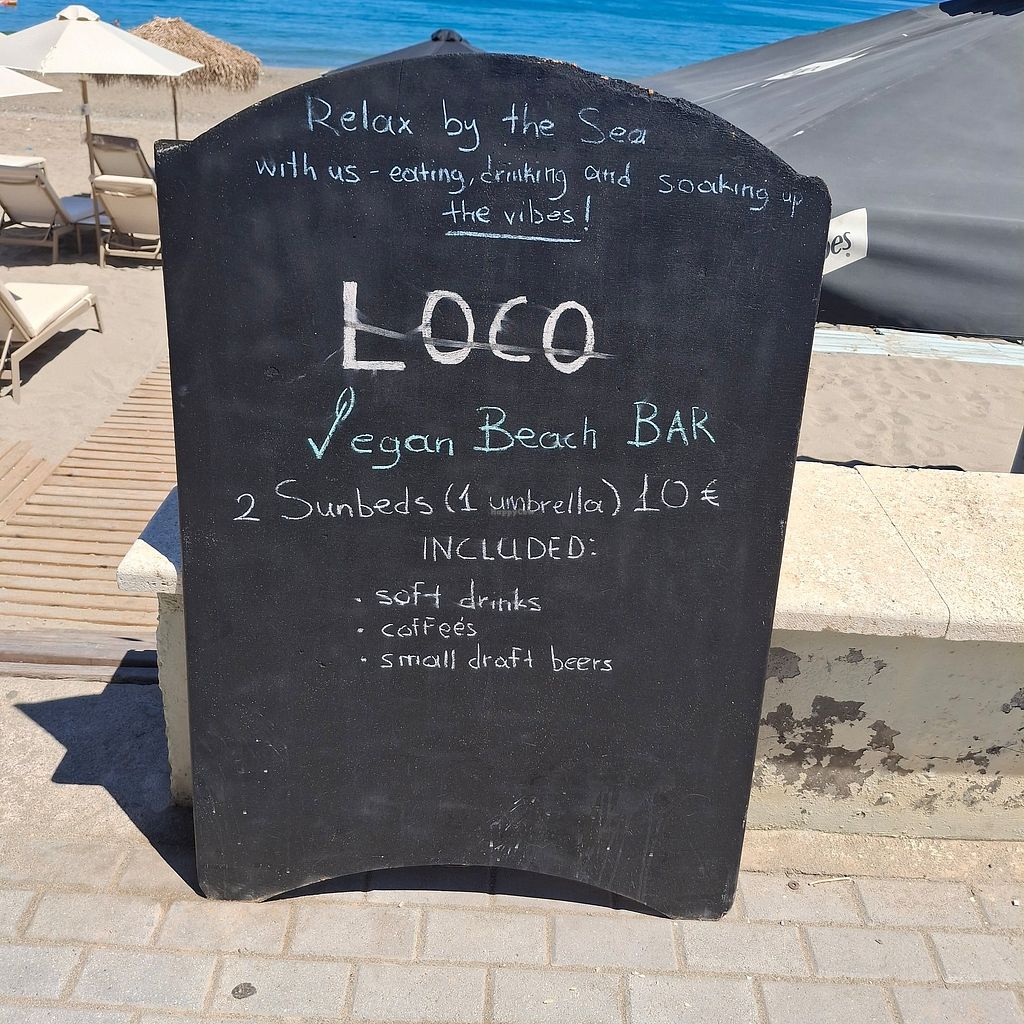 Relax by the Sea
with us - eating, drinking and soaking up
the vibes!
LOCO
Vegan Beach BAR
2 Sunbeds (1 umbrella) 10 €
INCLUDED:
• soft drinks
• coffees
• small draft beers